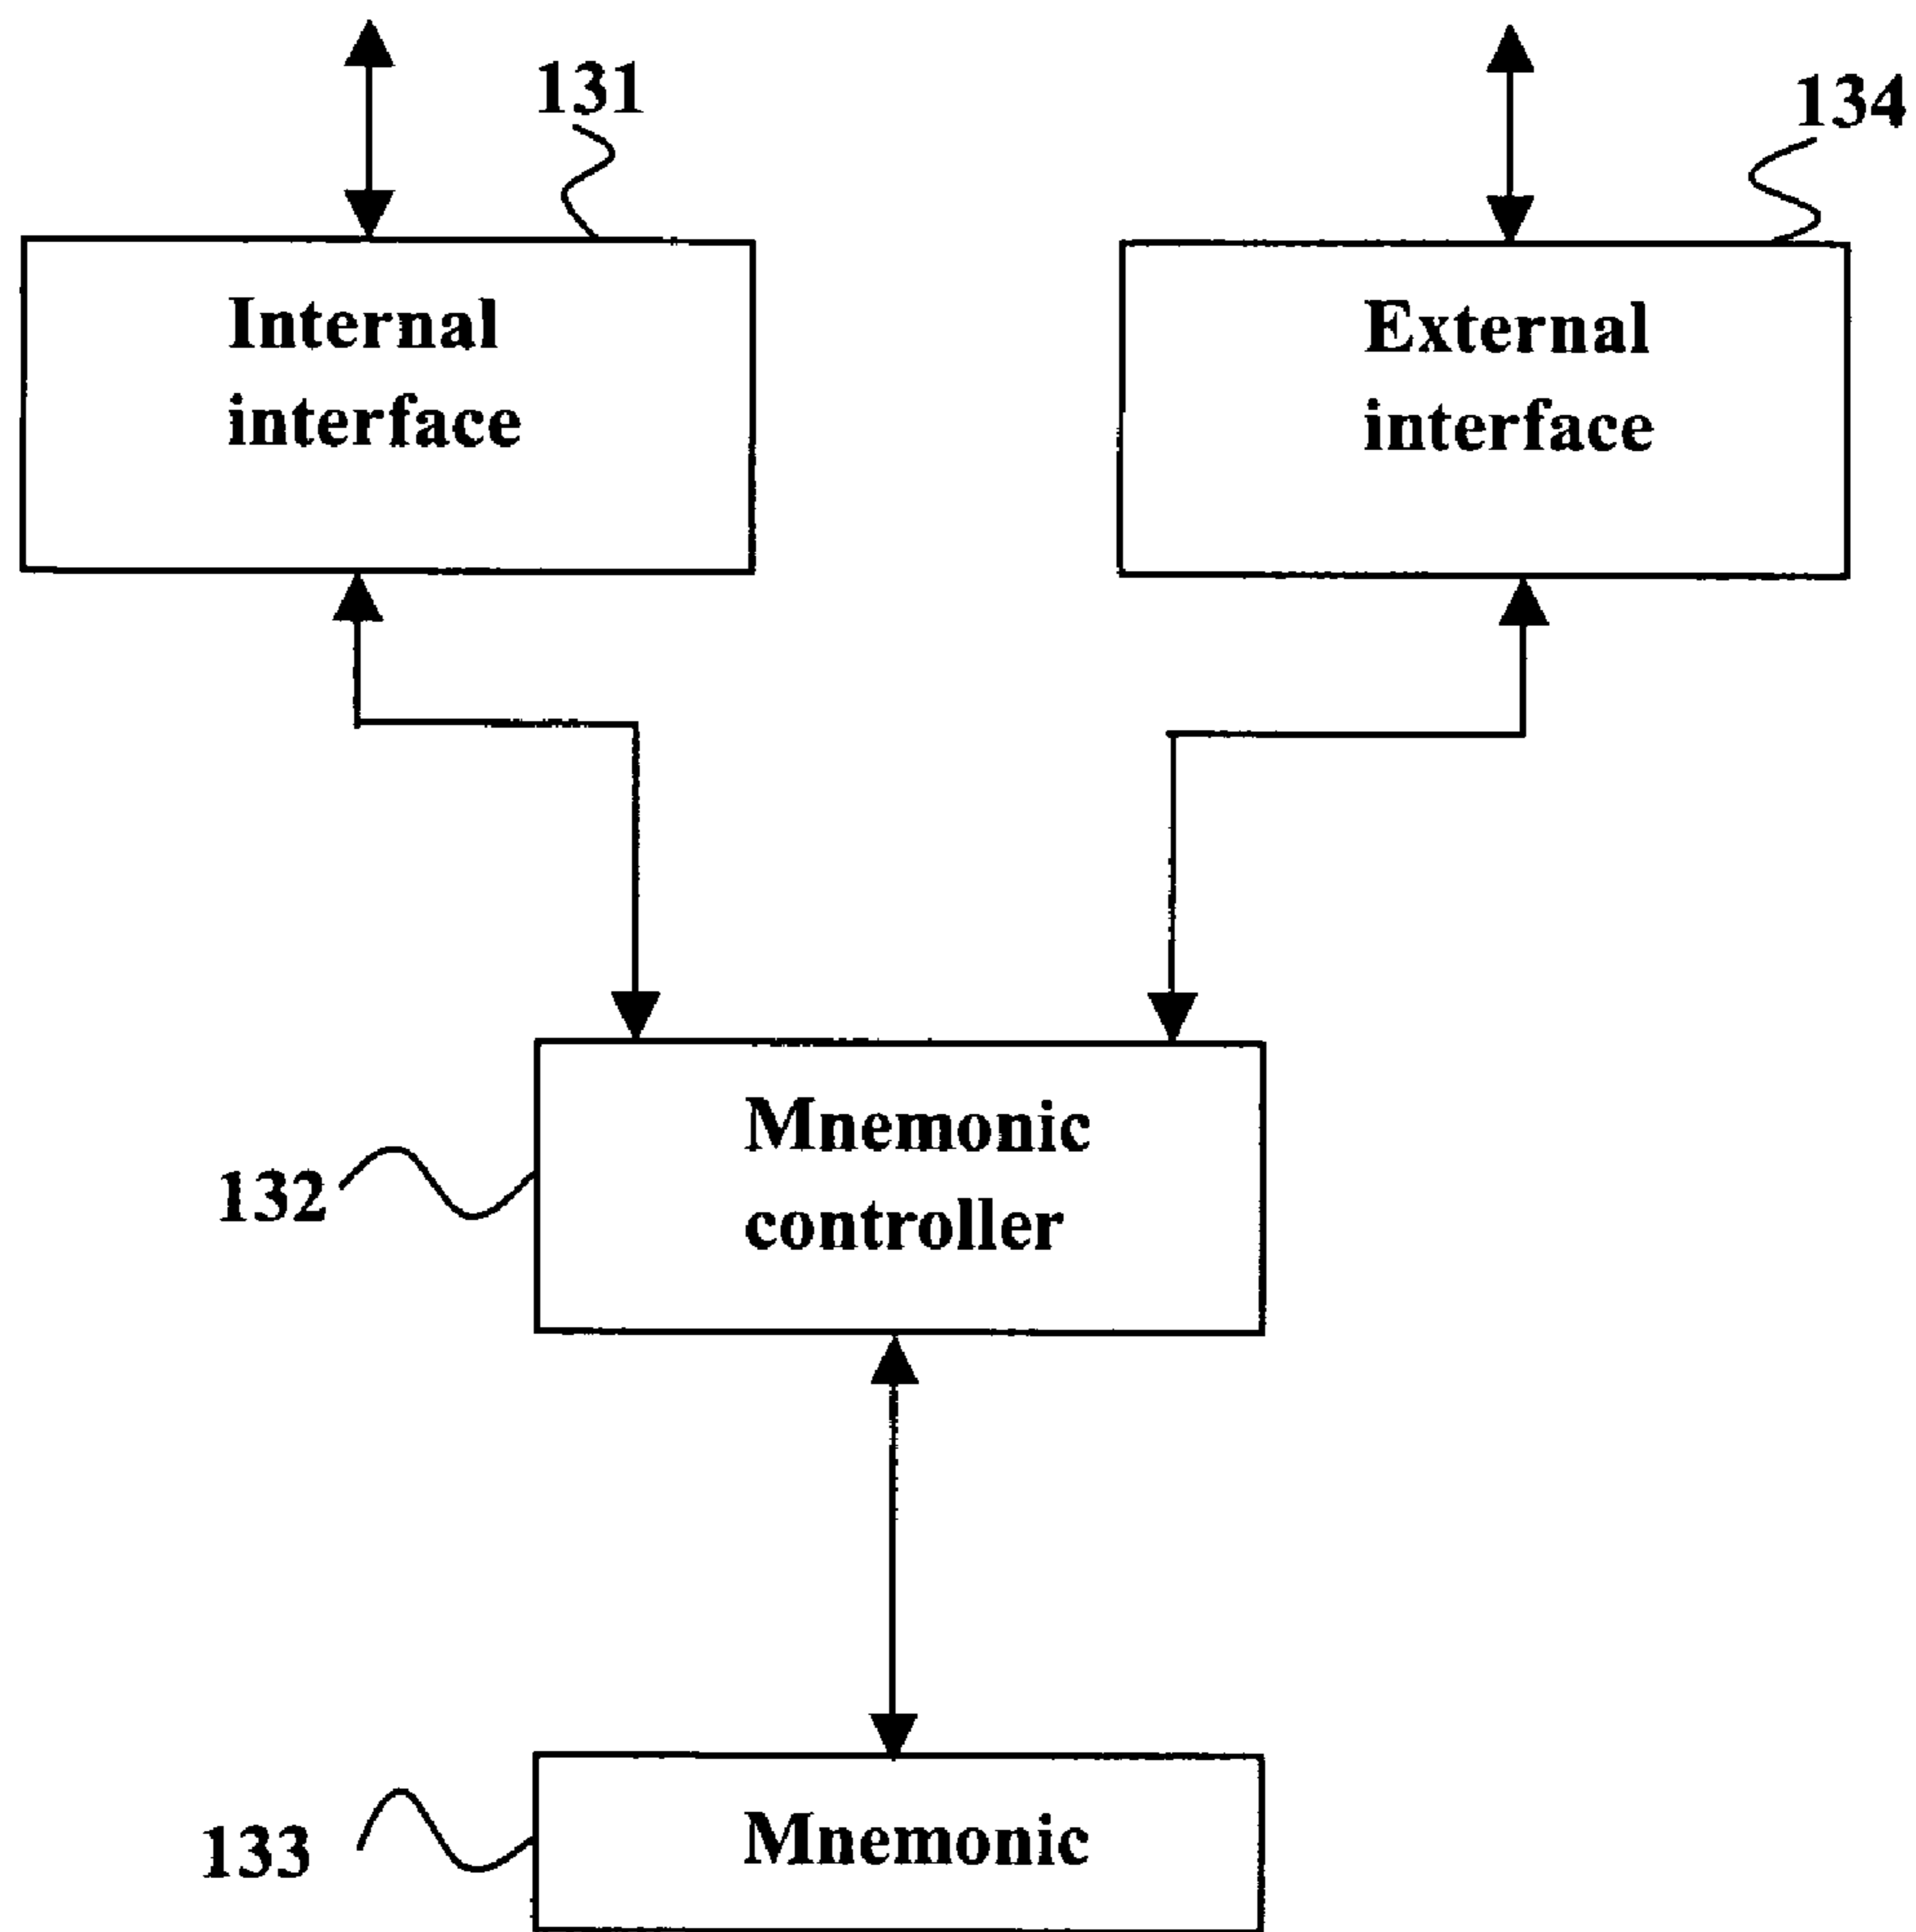 131
134
Internal
interface
External
interface
Mnemonic
controller
132
Mnemonic
133